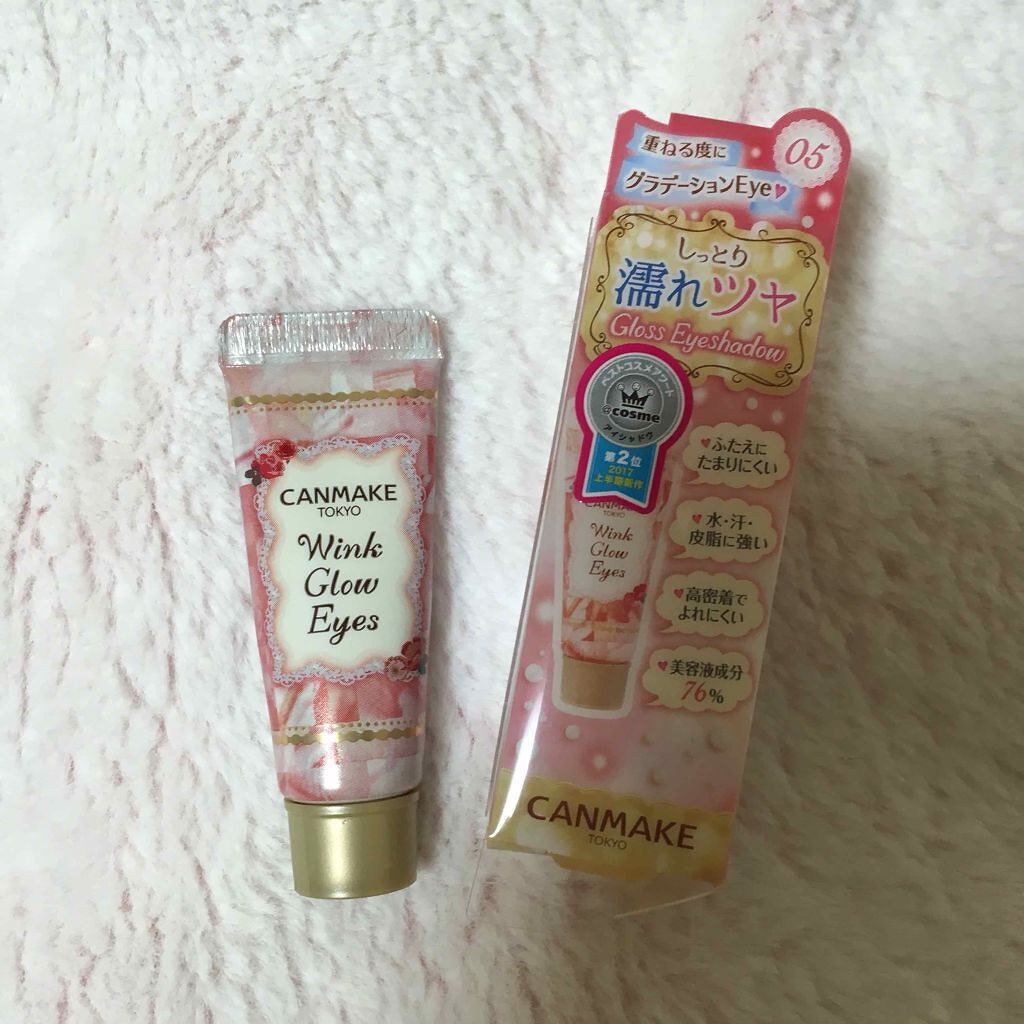 CANMAKE
TOKYO
Wink
Glow
Eyes
05
重ねる度に
グラデーションEye
しっとり
濡れツヤ
Gloss Eyeshadow
ベストコスメアワード
@cosme
アイシャドウ
第2位
2017
上半期新作
CANMAKE
TOKYO
Wink
Glow
Eyes
ふたえに
たまりにくい
水・汗・
皮脂に強い
高密着で
よれにくい
美容液成分
76%
CANMAKE
TOKYO